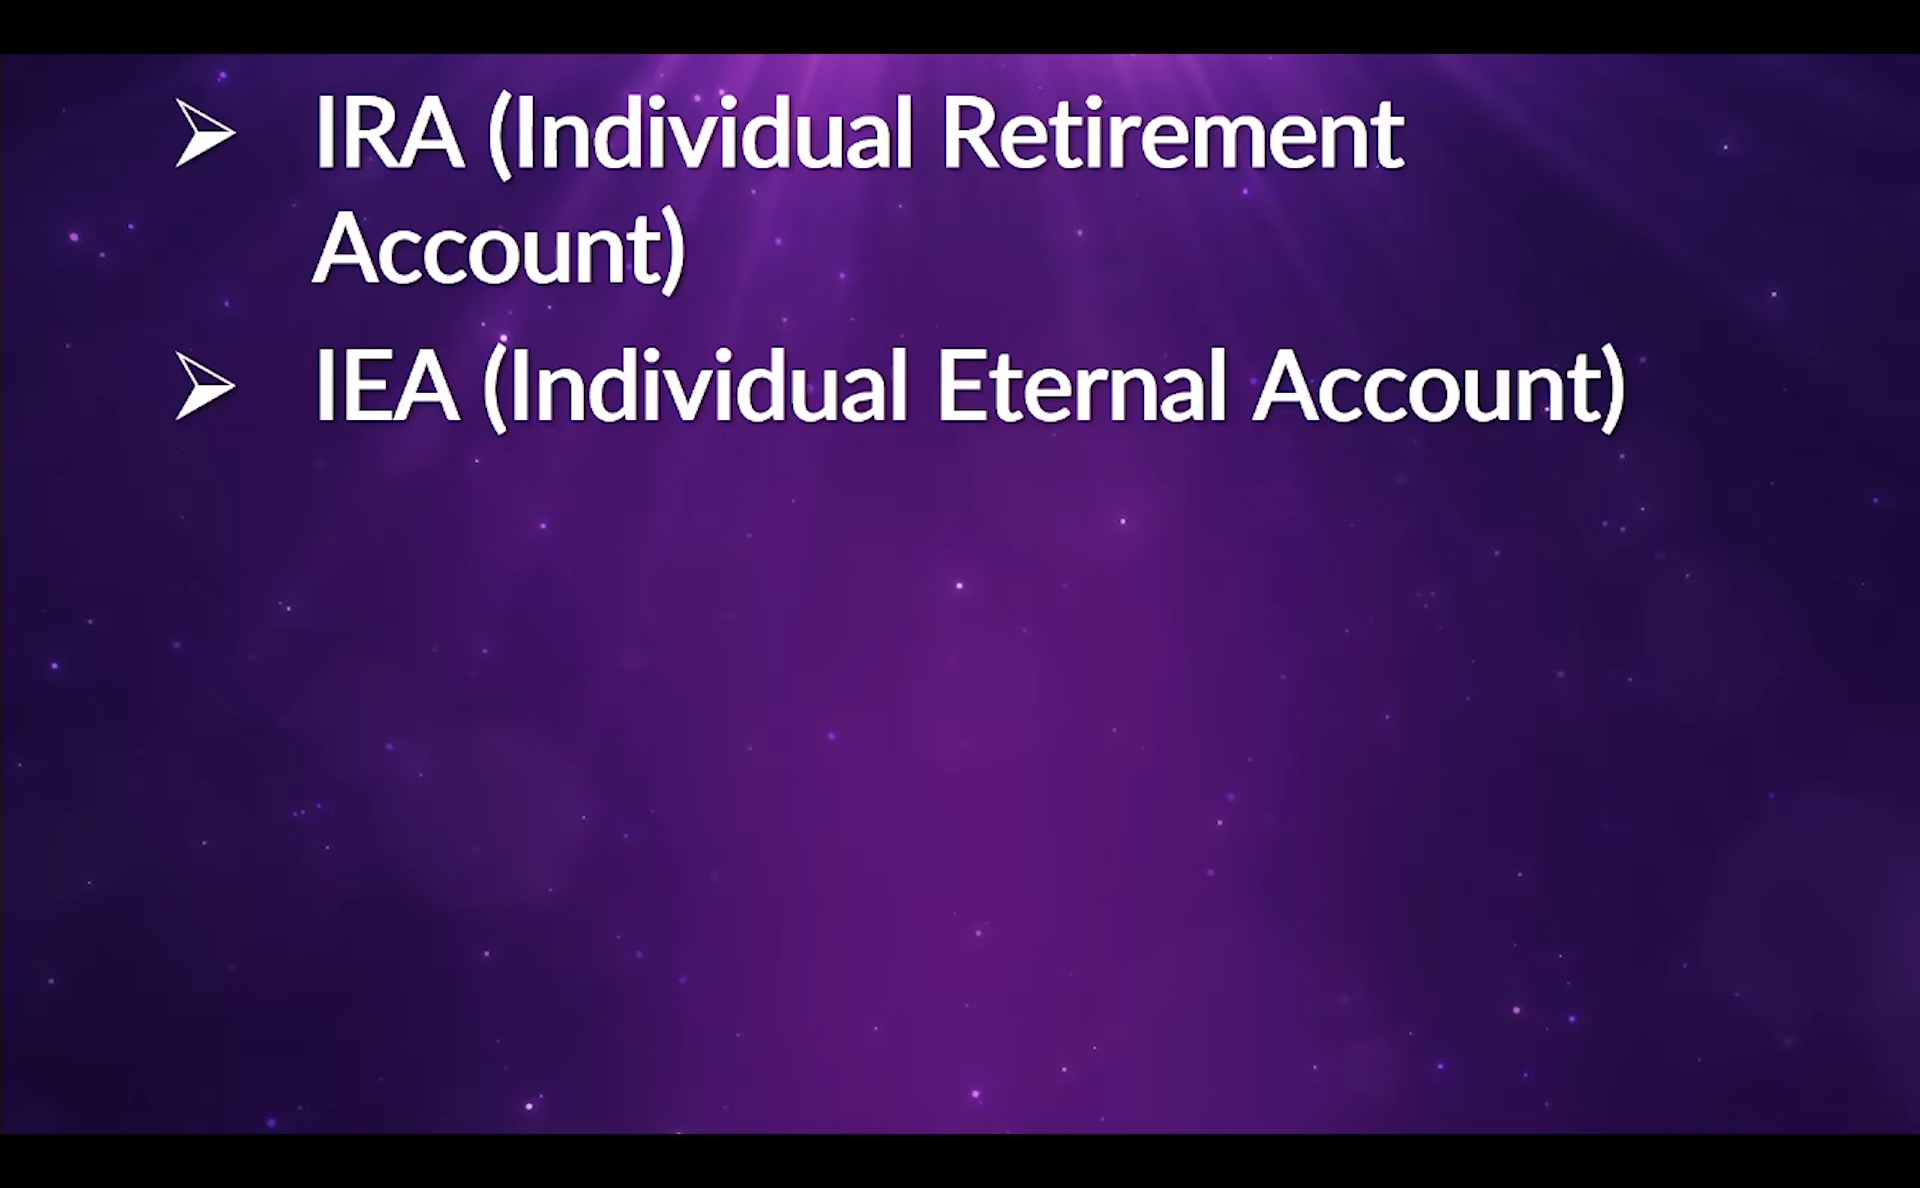 ➢ IRA (Individual Retirement
Account)
➢ IEA (Individual Eternal Account)